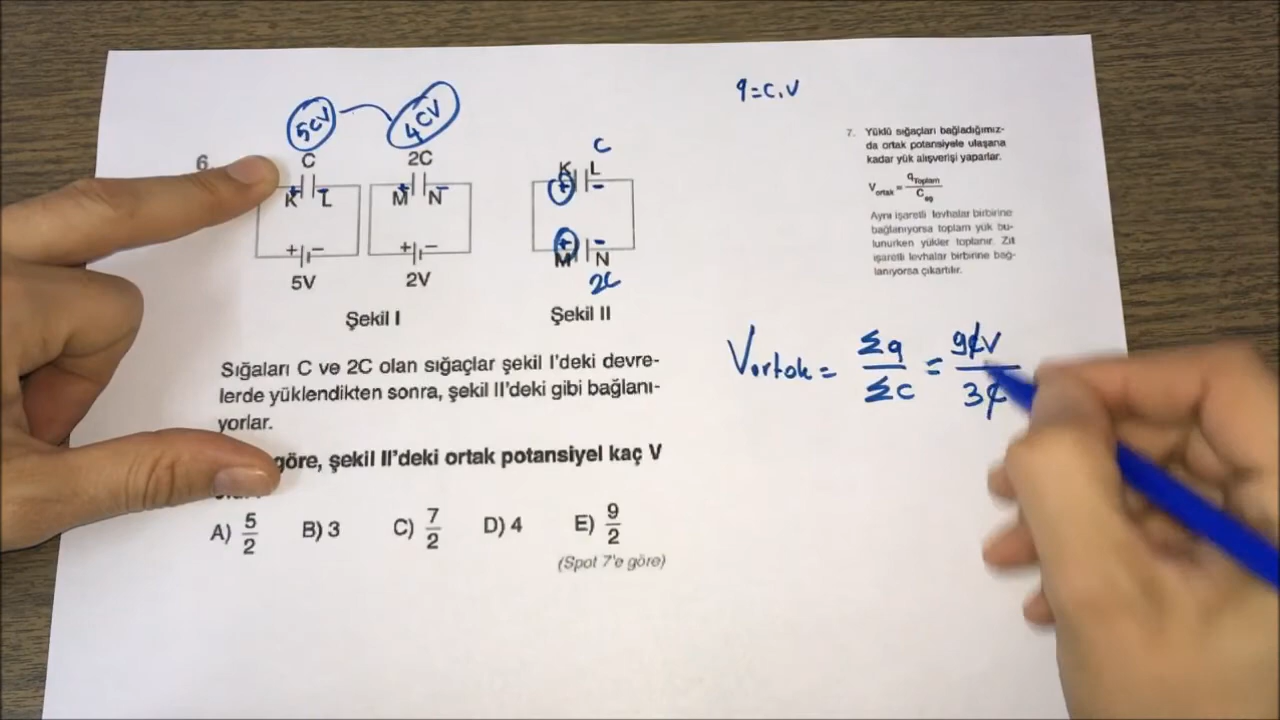 5CV 4CV
6.
C 2C
K L M N
+ − + −
5V 2V
Şekil I
C
K L
M N
2C
Şekil II
Sığaları C ve 2C olan sığaçlar şekil I'deki devre-
lerde yüklendikten sonra, şekil II'deki gibi bağlanı-
yorlar.
göre, şekil II'deki ortak potansiyel kaç V
A) 5/2 B) 3 C) 7/2 D) 4 E) 9/2
(Spot 7'e göre)
q=C.V
7. Yüklü sığaçları bağladığımız-
da ortak potansiyele ulaşana
kadar yük alışverişi yaparlar.
Vortak = qToplam / Ceş
Aynı işaretli levhalar birbirine
bağlanıyorsa toplam yük bu-
lunurken yükler toplanır. Zıt
işaretli levhalar birbirine bağ-
lanıyorsa çıkartılır.
Vortak = Σq / ΣC = 9CV / 3C